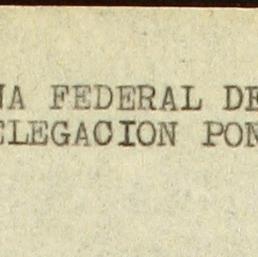 NA FEDERAL DE
ELEGACION PON